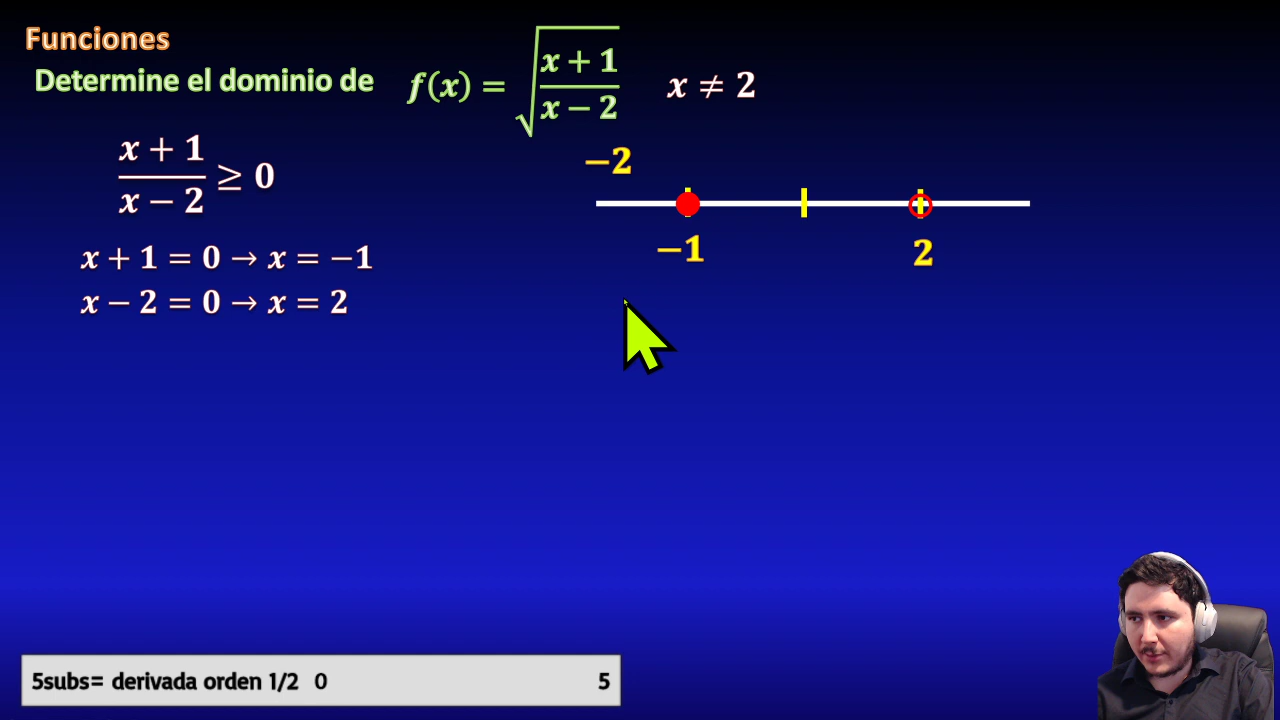 Funciones
Determine el dominio de f(x) = √((x + 1)/(x − 2)) x ≠ 2
(x + 1)/(x − 2) ≥ 0
−2
−1 2
x + 1 = 0 → x = −1
x − 2 = 0 → x = 2
5subs= derivada orden 1/2 0 5